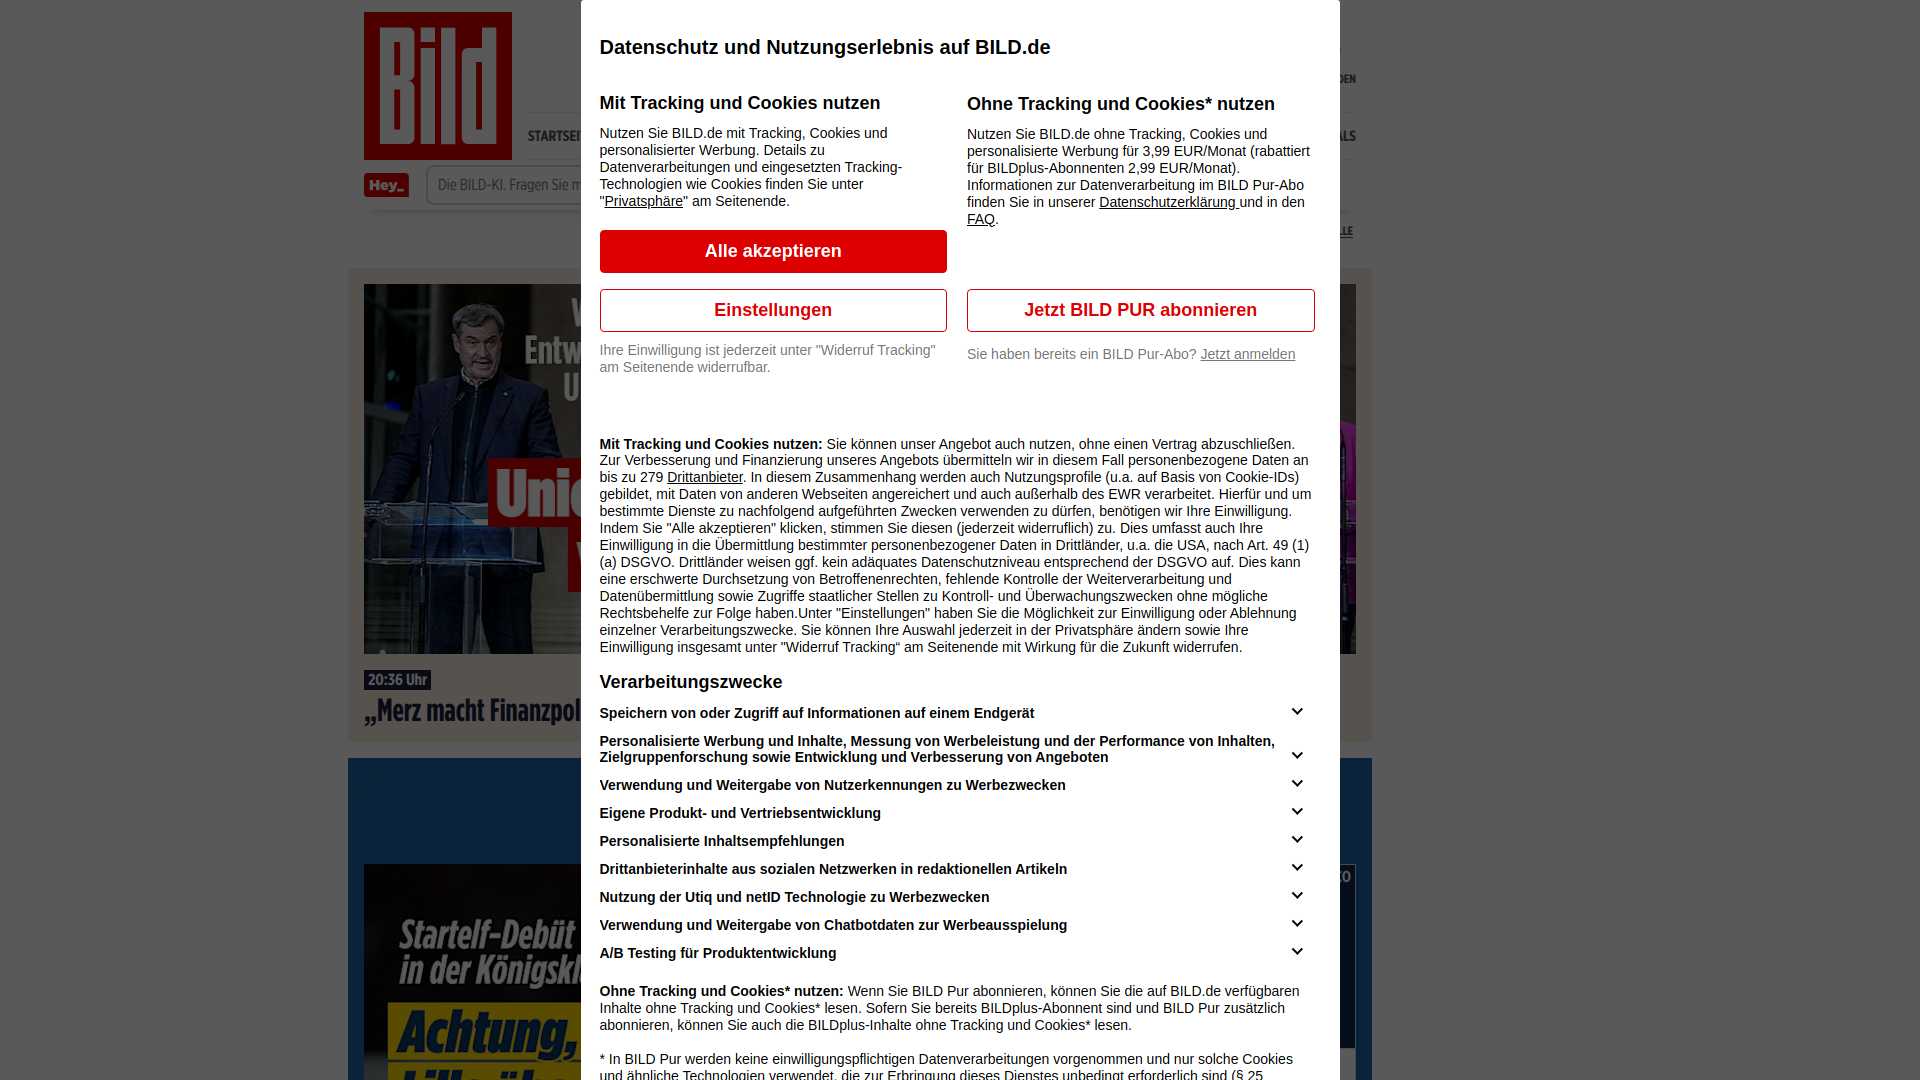 Bild
Hey_
Die BILD-KI. Fragen Sie
Datenschutz und Nutzungserlebnis auf BILD.de
Mit Tracking und Cookies nutzen
Nutzen Sie BILD.de mit Tracking, Cookies und
personalisierter Werbung. Details zu
Datenverarbeitungen und eingesetzten Tracking-
Technologien wie Cookies finden Sie unter
"Privatsphäre" am Seitenende.
Alle akzeptieren
Einstellungen
Ihre Einwilligung ist jederzeit unter "Widerruf Tracking"
am Seitenende widerrufbar.
Ohne Tracking und Cookies* nutzen
Nutzen Sie BILD.de ohne Tracking, Cookies und
personalisierte Werbung für 3,99 EUR/Monat (rabattiert
für BILDplus-Abonnenten 2,99 EUR/Monat).
Informationen zur Datenverarbeitung im BILD Pur-Abo
finden Sie in unserer Datenschutzerklärung und in den
FAQ.
Jetzt BILD PUR abonnieren
Sie haben bereits ein BILD Pur-Abo? Jetzt anmelden
Mit Tracking und Cookies nutzen: Sie können unser Angebot auch nutzen, ohne einen Vertrag abzuschließen.
Zur Verbesserung und Finanzierung unseres Angebots übermitteln wir in diesem Fall personenbezogene Daten an
bis zu 279 Drittanbieter. In diesem Zusammenhang werden auch Nutzungsprofile (u.a. auf Basis von Cookie-IDs)
gebildet, mit Daten von anderen Webseiten angereichert und auch außerhalb des EWR verarbeitet. Hierfür und um
bestimmte Dienste zu nachfolgend aufgeführten Zwecken verwenden zu dürfen, benötigen wir Ihre Einwilligung.
Indem Sie "Alle akzeptieren" klicken, stimmen Sie diesen (jederzeit widerruflich) zu. Dies umfasst auch Ihre
Einwilligung in die Übermittlung bestimmter personenbezogener Daten in Drittländer, u.a. die USA, nach Art. 49 (1)
(a) DSGVO. Drittländer weisen ggf. kein adäquates Datenschutzniveau entsprechend der DSGVO auf. Dies kann
eine erschwerte Durchsetzung von Betroffenenrechten, fehlende Kontrolle der Weiterverarbeitung und
Datenübermittlung sowie Zugriffe staatlicher Stellen zu Kontroll- und Überwachungszwecken ohne mögliche
Rechtsbehelfe zur Folge haben.Unter "Einstellungen" haben Sie die Möglichkeit zur Einwilligung oder Ablehnung
einzelner Verarbeitungszwecke. Sie können Ihre Auswahl jederzeit in der Privatsphäre ändern sowie Ihre
Einwilligung insgesamt unter "Widerruf Tracking“ am Seitenende mit Wirkung für die Zukunft widerrufen.
Verarbeitungszwecke
Speichern von oder Zugriff auf Informationen auf einem Endgerät
Personalisierte Werbung und Inhalte, Messung von Werbeleistung und der Performance von Inhalten,
Zielgruppenforschung sowie Entwicklung und Verbesserung von Angeboten
Verwendung und Weitergabe von Nutzerkennungen zu Werbezwecken
Eigene Produkt- und Vertriebsentwicklung
Personalisierte Inhaltsempfehlungen
Drittanbieterinhalte aus sozialen Netzwerken in redaktionellen Artikeln
Nutzung der Utiq und netID Technologie zu Werbezwecken
Verwendung und Weitergabe von Chatbotdaten zur Werbeausspielung
A/B Testing für Produktentwicklung
Ohne Tracking und Cookies* nutzen: Wenn Sie BILD Pur abonnieren, können Sie die auf BILD.de verfügbaren
Inhalte ohne Tracking und Cookies* lesen. Sofern Sie bereits BILDplus-Abonnent sind und BILD Pur zusätzlich
abonnieren, können Sie auch die BILDplus-Inhalte ohne Tracking und Cookies* lesen.
* In BILD Pur werden keine einwilligungspflichtigen Datenverarbeitungen vorgenommen und nur solche Cookies
und ähnliche Technologien verwendet, die zur Erbringung dieses Dienstes unbedingt erforderlich sind (§ 25
20:36 Uhr
„Merz macht
Startelf-Debüt
in der
Achtung,